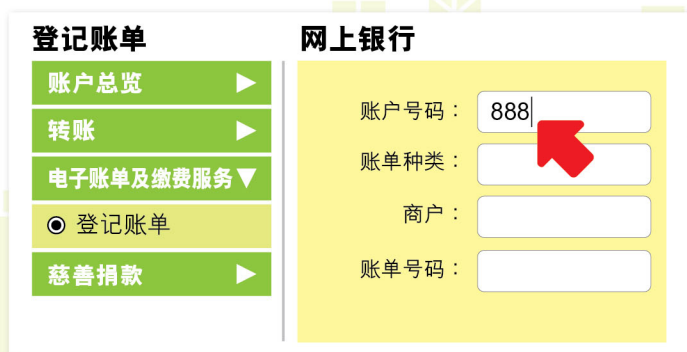 登记账单
账户总览
转账
电子账单及缴费服务
登记账单
慈善捐款
网上银行
账户号码： 888
账单种类：
商户：
账单号码：